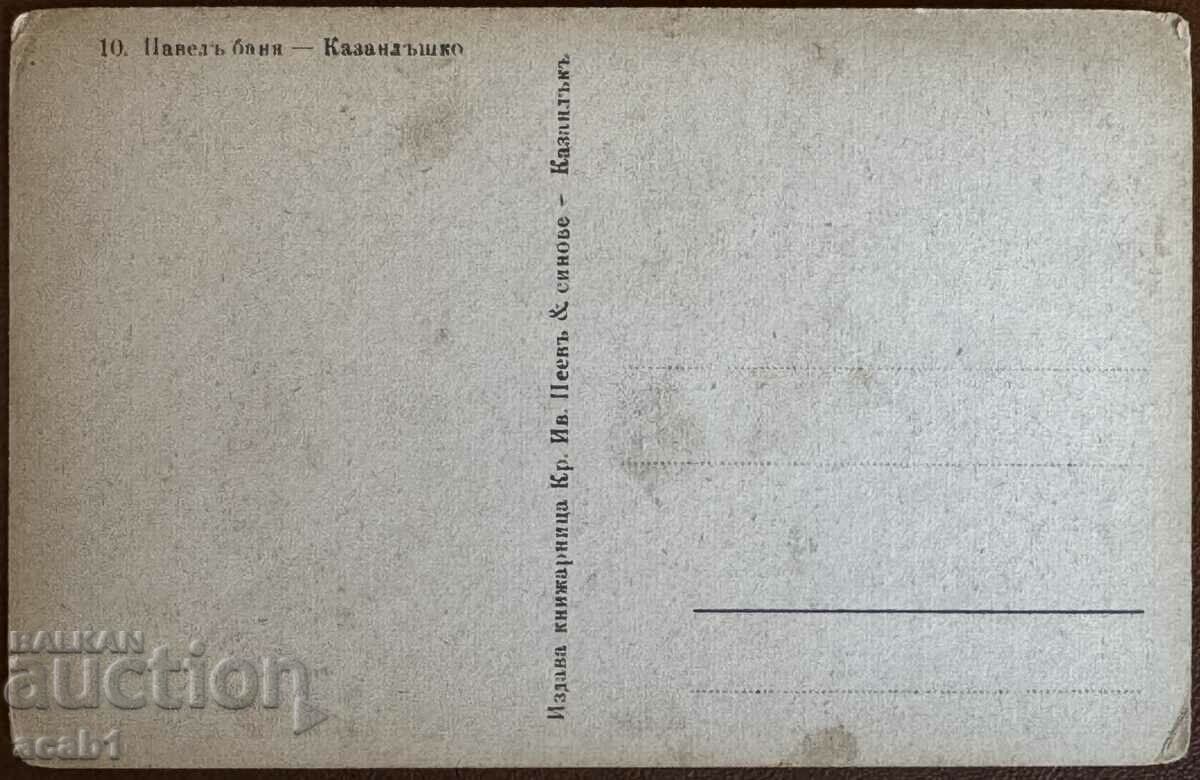 10. Павелъ баня — Казанлъшко
Издава книжарница Кр. Ив. Пеевъ & синове - Казанлъкъ
BALKAN
auction
acab1